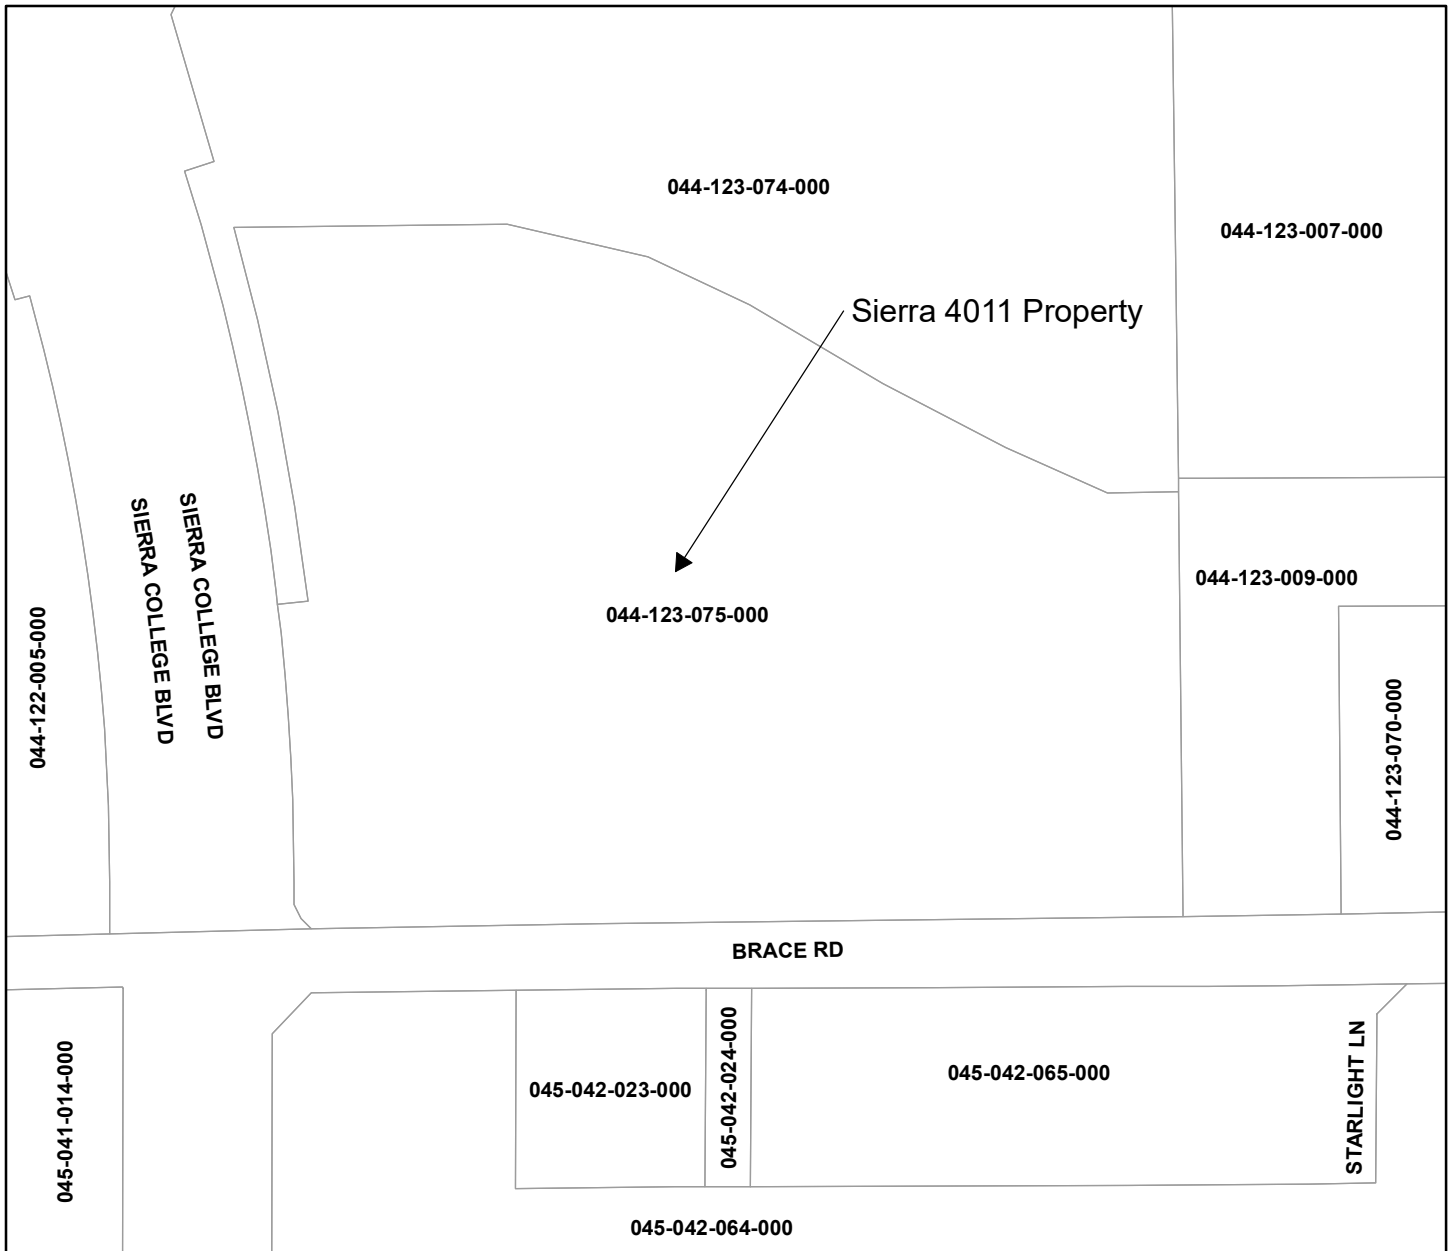 044-123-074-000
044-123-007-000
Sierra 4011 Property
SIERRA COLLEGE BLVD
SIERRA COLLEGE BLVD
044-123-009-000
044-123-075-000
044-122-005-000
044-123-070-000
BRACE RD
045-041-014-000
045-042-023-000
045-042-024-000
045-042-065-000
STARLIGHT LN
045-042-064-000